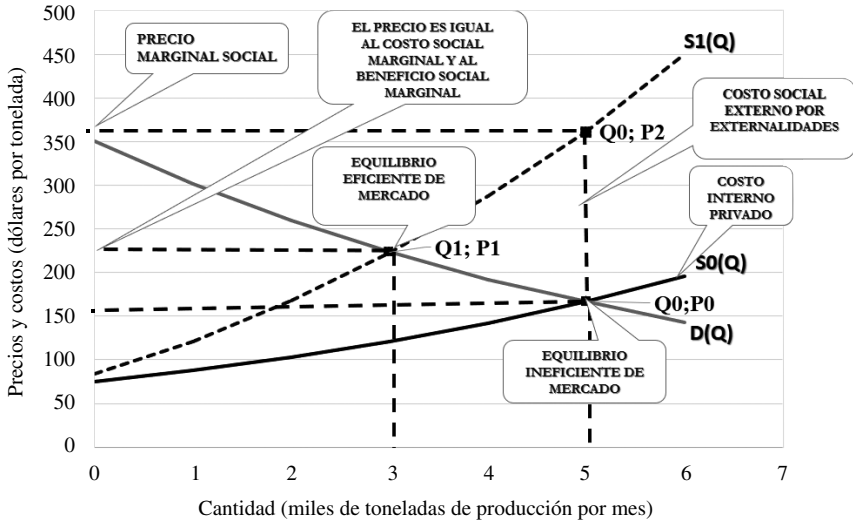 Precios y costos (dólares por tonelada)
500
450
400
350
300
250
200
150
100
50
0
PRECIO
MARGINAL SOCIAL
EL PRECIO ES IGUAL
AL COSTO SOCIAL
MARGINAL Y AL
BENEFICIO SOCIAL
MARGINAL
S1(Q)
COSTO SOCIAL
EXTERNO POR
EXTERNALIDADES
Q0; P2
EQUILIBRIO
EFICIENTE DE
MERCADO
COSTO
INTERNO
PRIVADO
Q1; P1
S0(Q)
Q0;P0
D(Q)
EQUILIBRIO
INEFICIENTE DE
MERCADO
0 1 2 3 4 5 6 7
Cantidad (miles de toneladas de producción por mes)